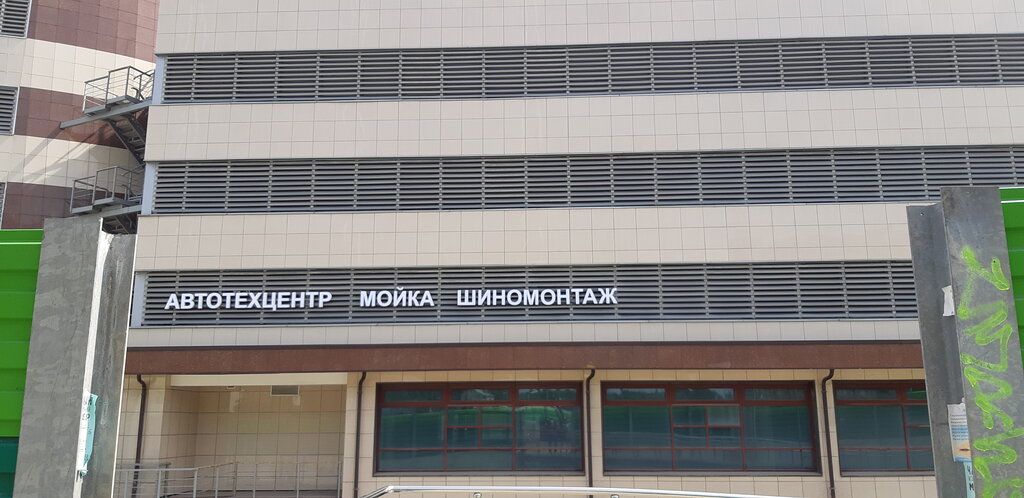 АВТОТЕХЦЕНТР МОЙКА ШИНОМОНТАЖ